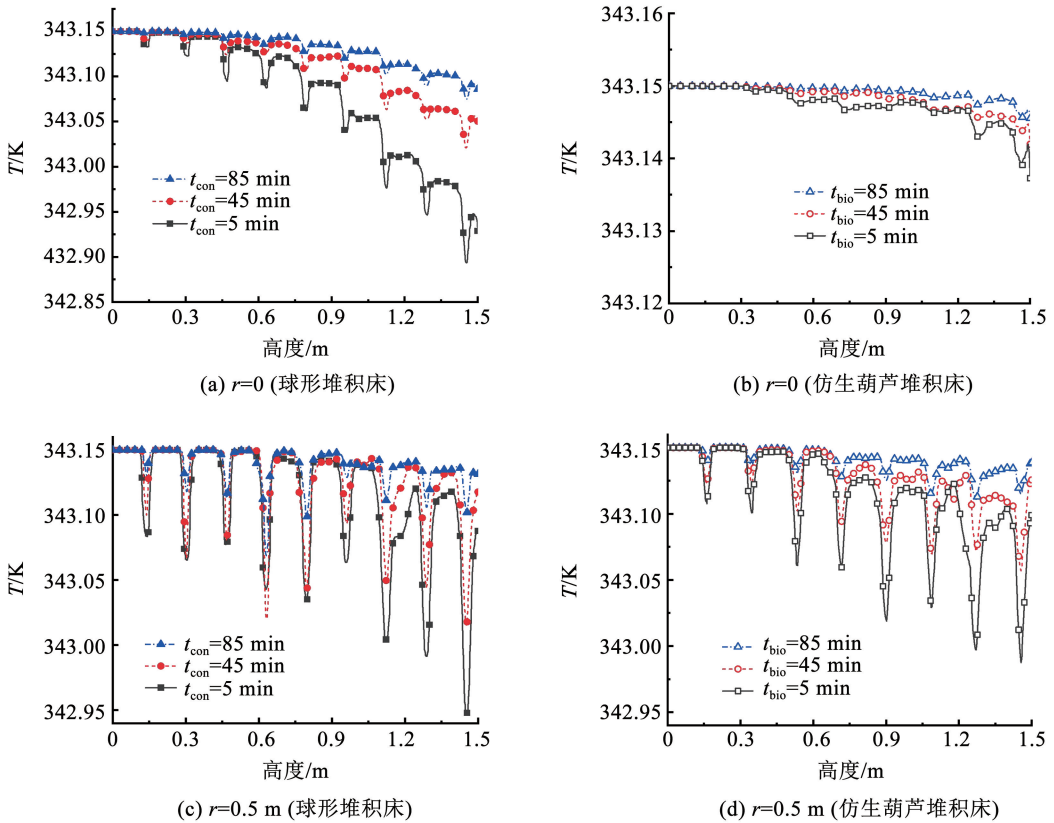 343.15
343.10
343.05
343.00
342.95
432.90
342.85
T/K
t_con=85 min
t_con=45 min
t_con=5 min
0 0.3 0.6 0.9 1.2 1.5
高度/m
(a) r=0 (球形堆积床)
343.16
343.15
343.14
343.13
343.12
T/K
t_bio=85 min
t_bio=45 min
t_bio=5 min
0 0.3 0.6 0.9 1.2 1.5
高度/m
(b) r=0 (仿生葫芦堆积床)
343.15
343.10
343.05
343.00
342.95
T/K
t_con=85 min
t_con=45 min
t_con=5 min
0 0.3 0.6 0.9 1.2 1.5
高度/m
(c) r=0.5 m (球形堆积床)
343.15
343.10
343.05
343.00
342.95
T/K
t_bio=85 min
t_bio=45 min
t_bio=5 min
0 0.3 0.6 0.9 1.2 1.5
高度/m
(d) r=0.5 m (仿生葫芦堆积床)